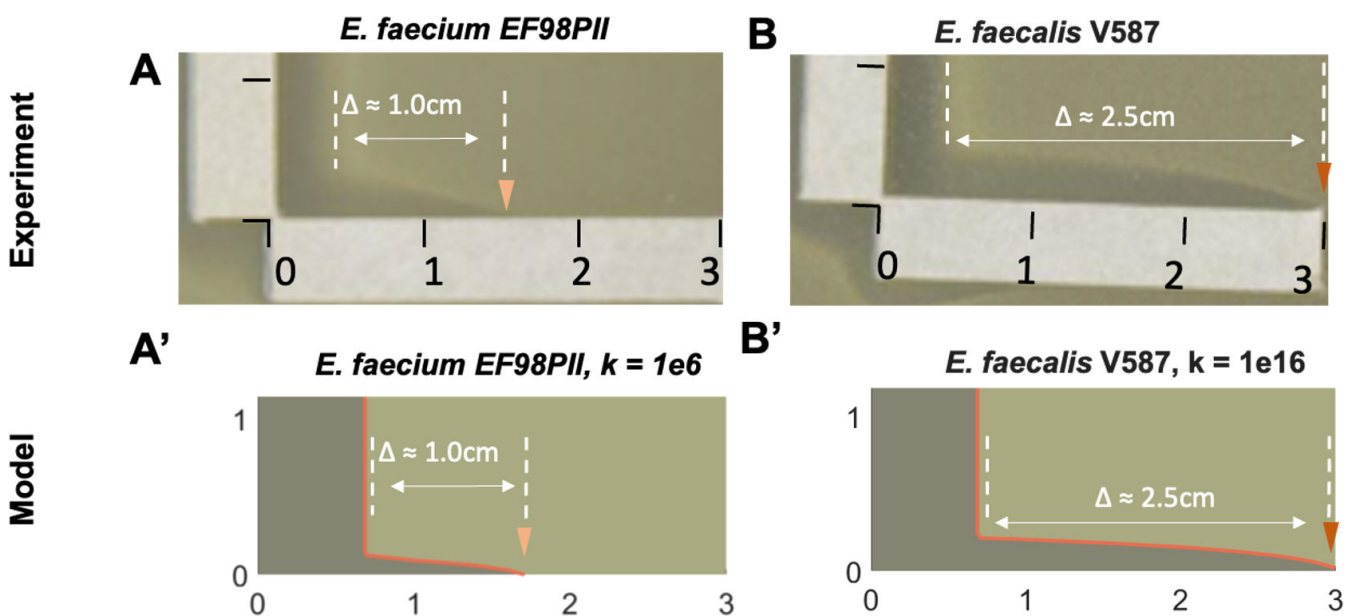 E. faecium EF98PII
E. faecalis V587
A
B
Experiment
Δ ≈ 1.0cm
Δ ≈ 2.5cm
0 1 2 3
0 1 2 3
A’
B’
E. faecium EF98PII, k = 1e6
E. faecalis V587, k = 1e16
Model
1
Δ ≈ 1.0cm
0
0 1 2 3
1
Δ ≈ 2.5cm
0
0 1 2 3